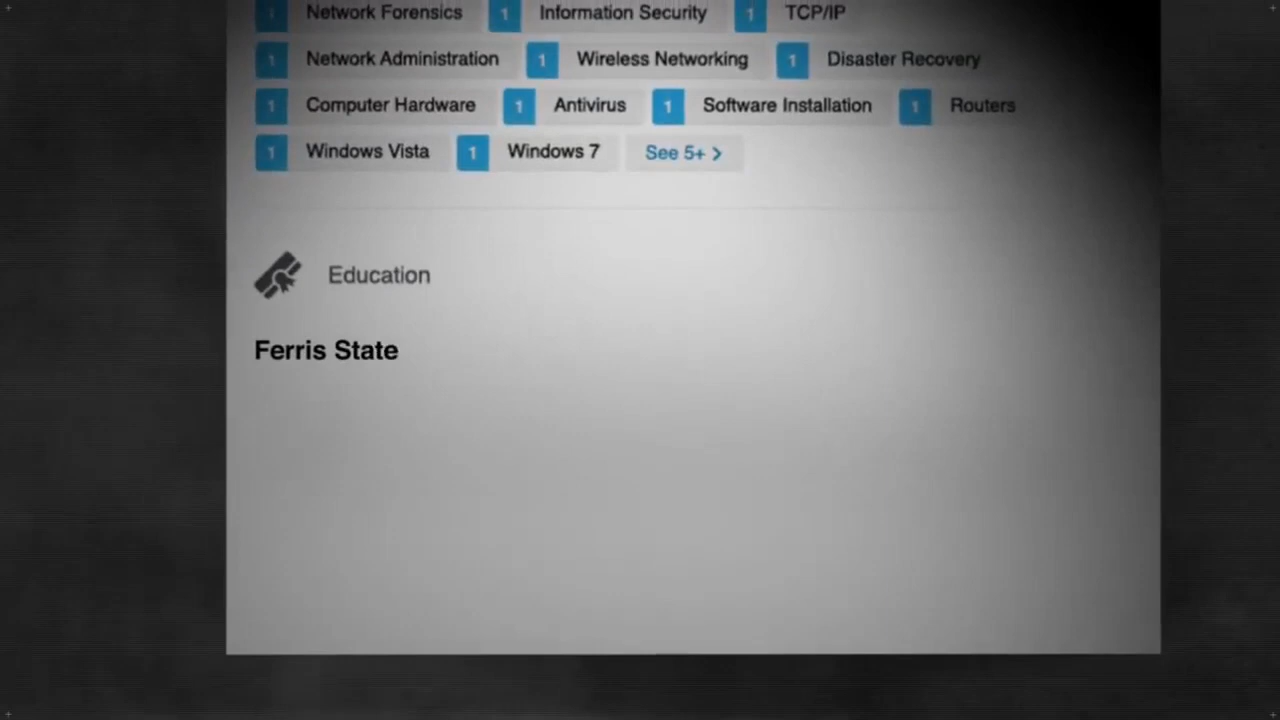 1 Network Forensics 1 Information Security 1 TCP/IP
1 Network Administration 1 Wireless Networking 1 Disaster Recovery
1 Computer Hardware 1 Antivirus 1 Software Installation 1 Routers
1 Windows Vista 1 Windows 7 See 5+ >
Education
Ferris State